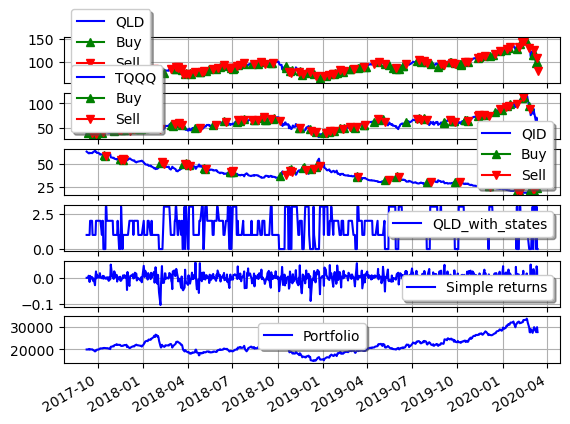 QLD
Buy
Sell
150
100
TQQQ
Buy
Sell
100
50
QID
Buy
Sell
50
25
QLD_with_states
2.5
0.0
Simple returns
0.0
−0.1
Portfolio
30000
20000
2017-10
2018-01
2018-04
2018-07
2018-10
2019-01
2019-04
2019-07
2019-10
2020-01
2020-04